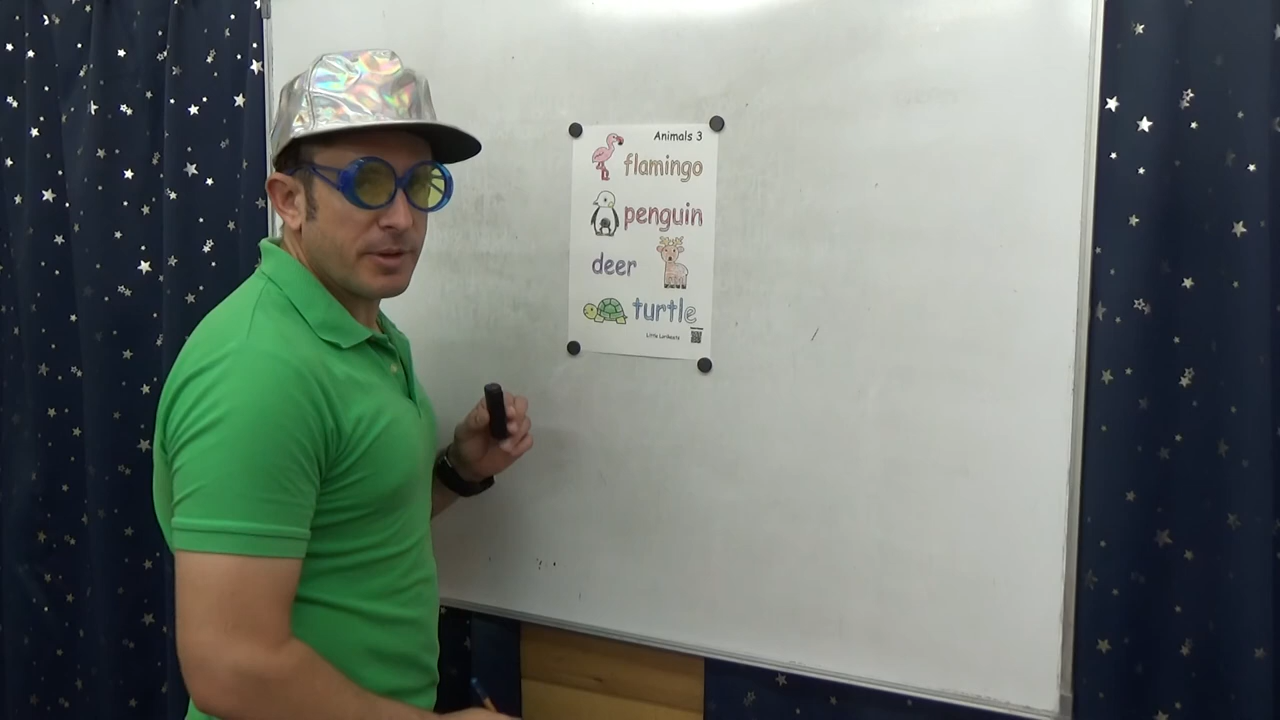 Animals 3
flamingo
penguin
deer
turtle
Little Lorikeets